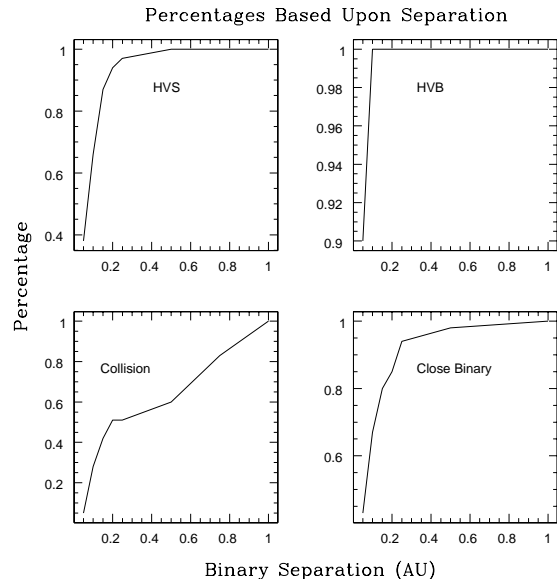 Percentages Based Upon Separation
1
0.8
0.6
0.4
HVS
0.2 0.4 0.6 0.8 1
1
0.98
0.96
0.94
0.92
0.9
HVB
0.2 0.4 0.6 0.8 1
Percentage
1
0.8
0.6
0.4
0.2
Collision
0.2 0.4 0.6 0.8 1
1
0.8
0.6
Close Binary
0.2 0.4 0.6 0.8 1
Binary Separation (AU)